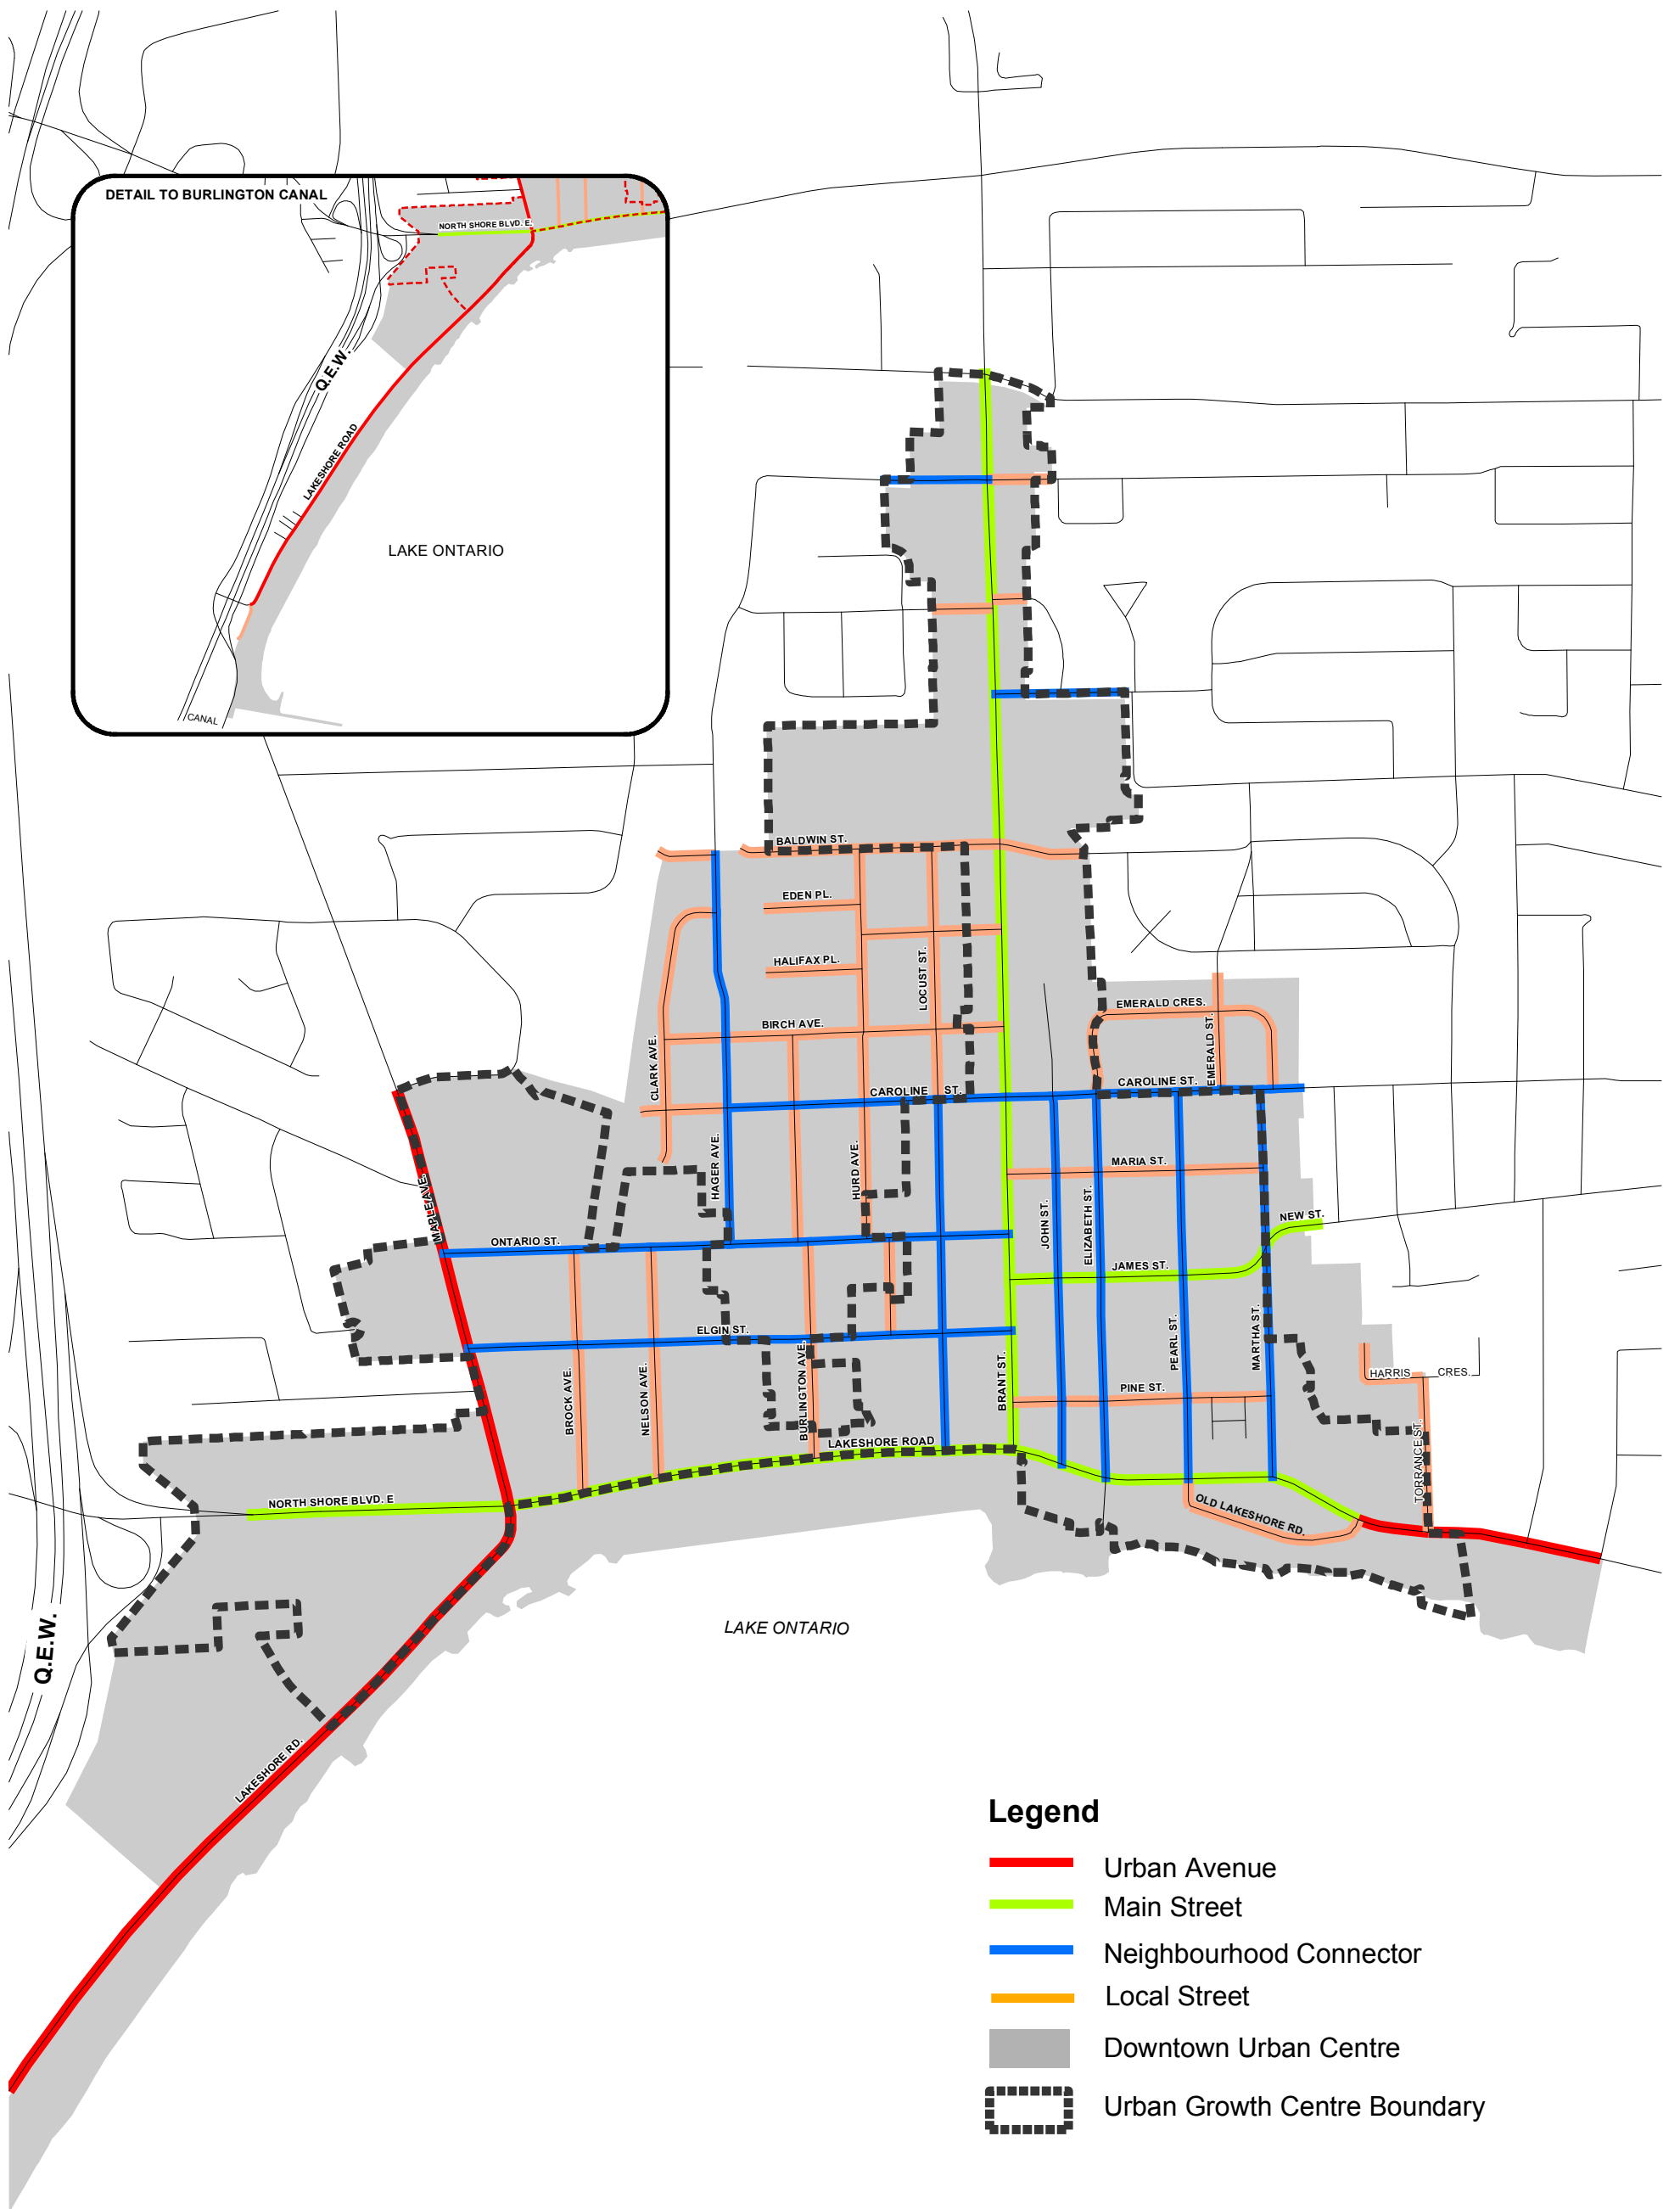 DETAIL TO BURLINGTON CANAL
NORTH SHORE BLVD. E.
Q.E.W.
LAKESHORE ROAD
LAKE ONTARIO
CANAL
BALDWIN ST.
EDEN PL.
HALIFAX PL.
LOCUST ST.
BIRCH AVE.
CLARK AVE.
EMERALD CRES.
EMERALD ST.
CAROLINE ST.
CAROLINE ST.
MAPLE AVE.
HAGER AVE.
HURD AVE.
MARIA ST.
JOHN ST.
ELIZABETH ST.
NEW ST.
ONTARIO ST.
JAMES ST.
ELGIN ST.
PEARL ST.
MARTHA ST.
BROCK AVE.
NELSON AVE.
BURLINGTON AVE.
BRANT ST.
PINE ST.
HARRIS CRES.
TORRANCE ST.
LAKESHORE ROAD
NORTH SHORE BLVD. E
OLD LAKESHORE RD.
Q.E.W.
LAKE ONTARIO
LAKESHORE RD.
Legend
Urban Avenue
Main Street
Neighbourhood Connector
Local Street
Downtown Urban Centre
Urban Growth Centre Boundary